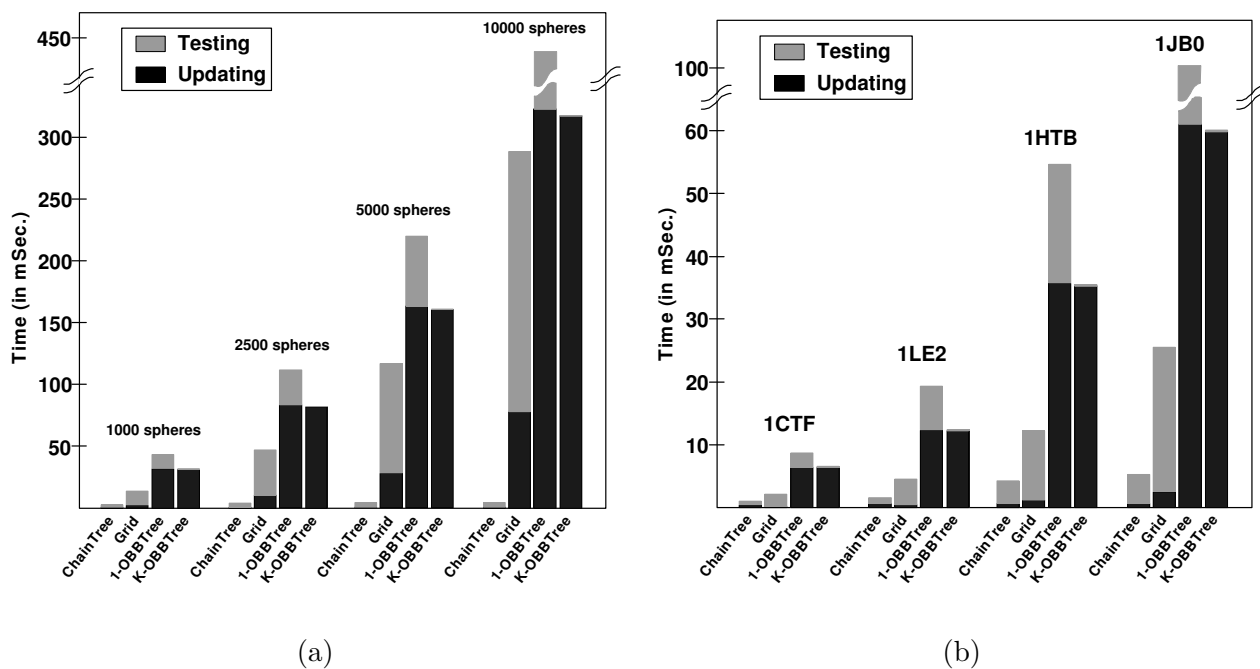 450
300
250
200
150
100
50
Time (in mSec.)
Testing
Updating
1000 spheres
2500 spheres
5000 spheres
10000 spheres
ChainTree
Grid
1-OBBTree
K-OBBTree
ChainTree
Grid
1-OBBTree
K-OBBTree
ChainTree
Grid
1-OBBTree
K-OBBTree
ChainTree
Grid
1-OBBTree
K-OBBTree
(a)
100
60
50
40
30
20
10
Time (in mSec.)
Testing
Updating
1CTF
1LE2
1HTB
1JB0
ChainTree
Grid
1-OBBTree
K-OBBTree
ChainTree
Grid
1-OBBTree
K-OBBTree
ChainTree
Grid
1-OBBTree
K-OBBTree
ChainTree
Grid
1-OBBTree
K-OBBTree
(b)